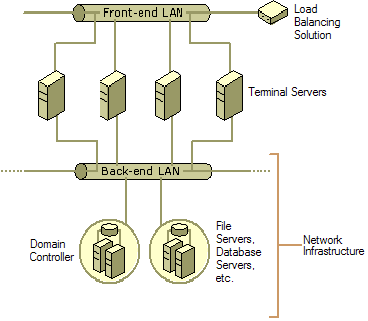 Front-end LAN
Load
Balancing
Solution
Terminal Servers
Back-end LAN
Domain
Controller
File
Servers,
Database
Servers,
etc.
Network
Infrastructure